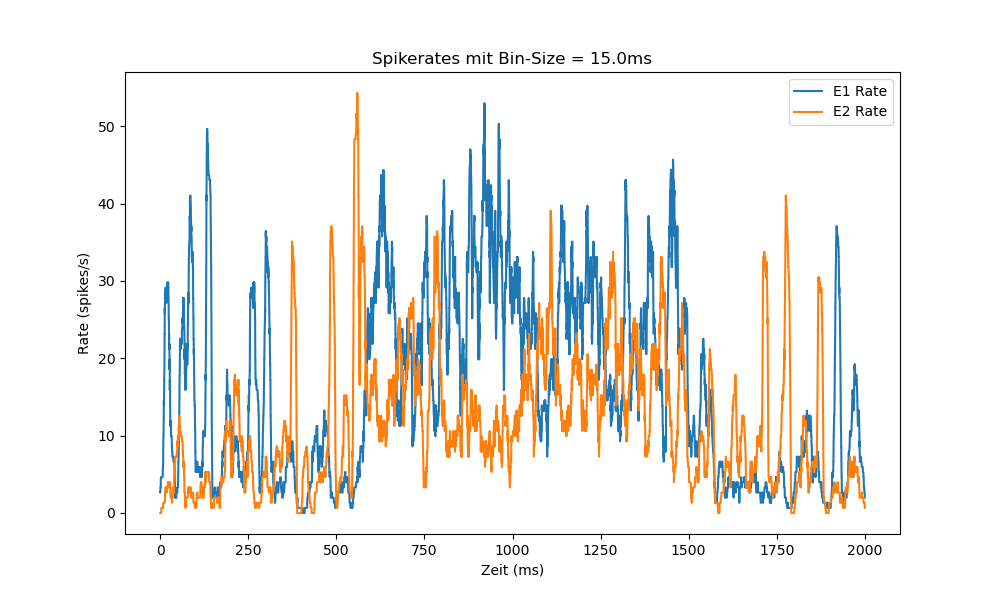 Spikerates mit Bin-Size = 15.0ms
E1 Rate
E2 Rate
Rate (spikes/s)
50
40
30
20
10
0
0 250 500 750 1000 1250 1500 1750 2000
Zeit (ms)